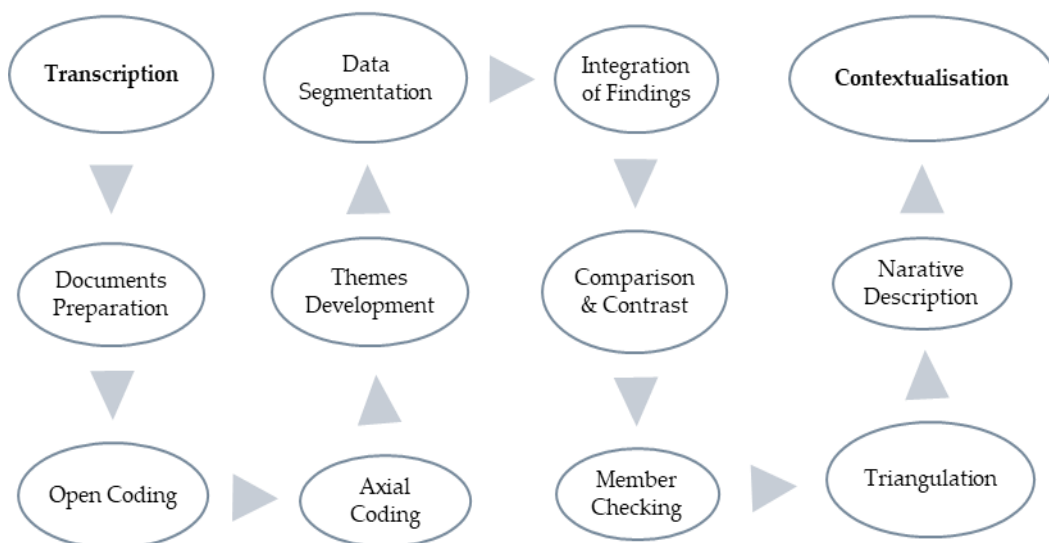 Transcription
Data
Segmentation
Integration
of Findings
Contextualisation
Documents
Preparation
Themes
Development
Comparison
& Contrast
Narative
Description
Open Coding
Axial
Coding
Member
Checking
Triangulation